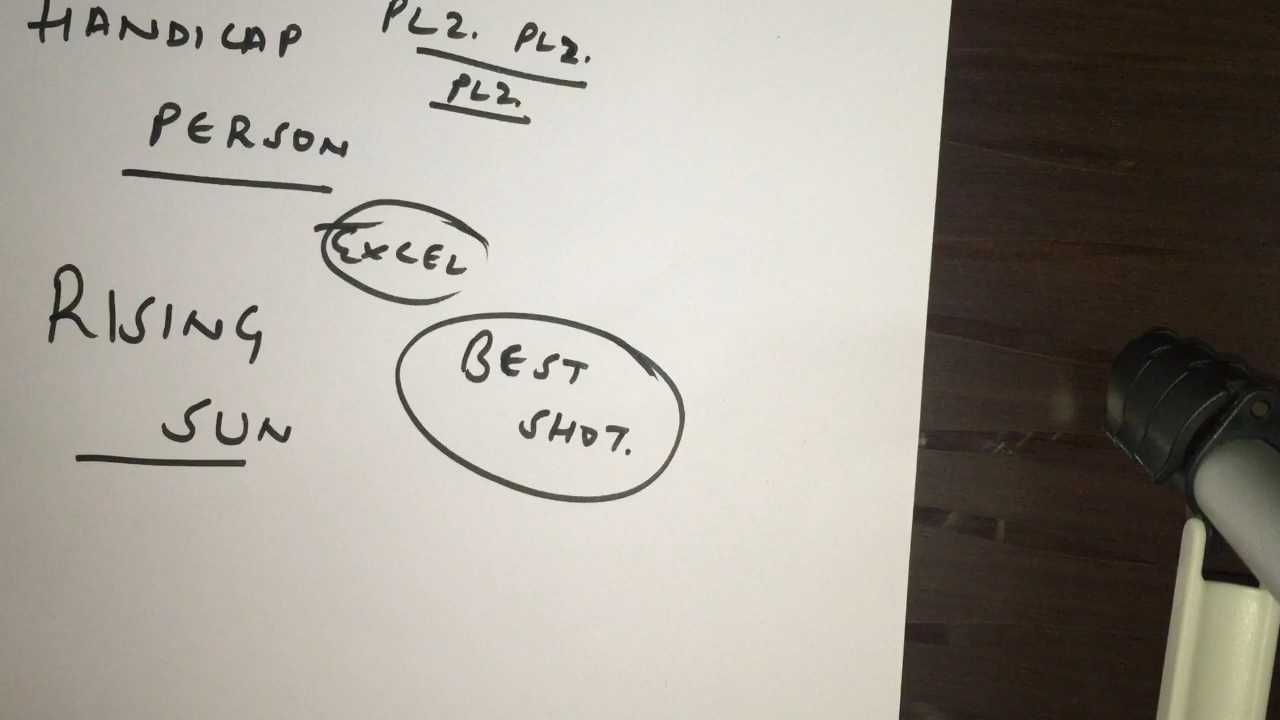 HANDICAP
PLZ. PLZ.
PLZ.
PERSON
EXCEL
RISING
BEST
SUN
SHOT.